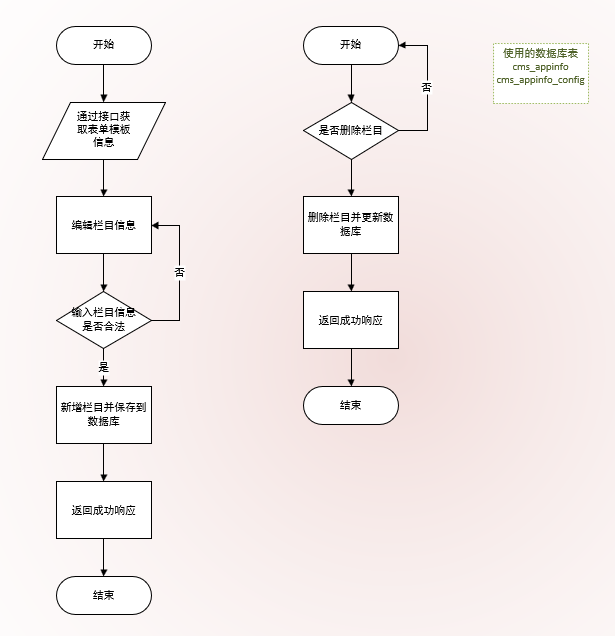 开始
通过接口获
取表单模板
信息
编辑栏目信息
否
输入栏目信息
是否合法
是
新增栏目并保存到
数据库
返回成功响应
结束
开始
否
是否删除栏目
删除栏目并更新数
据库
返回成功响应
结束
使用的数据库表
cms_appinfo
cms_appinfo_config